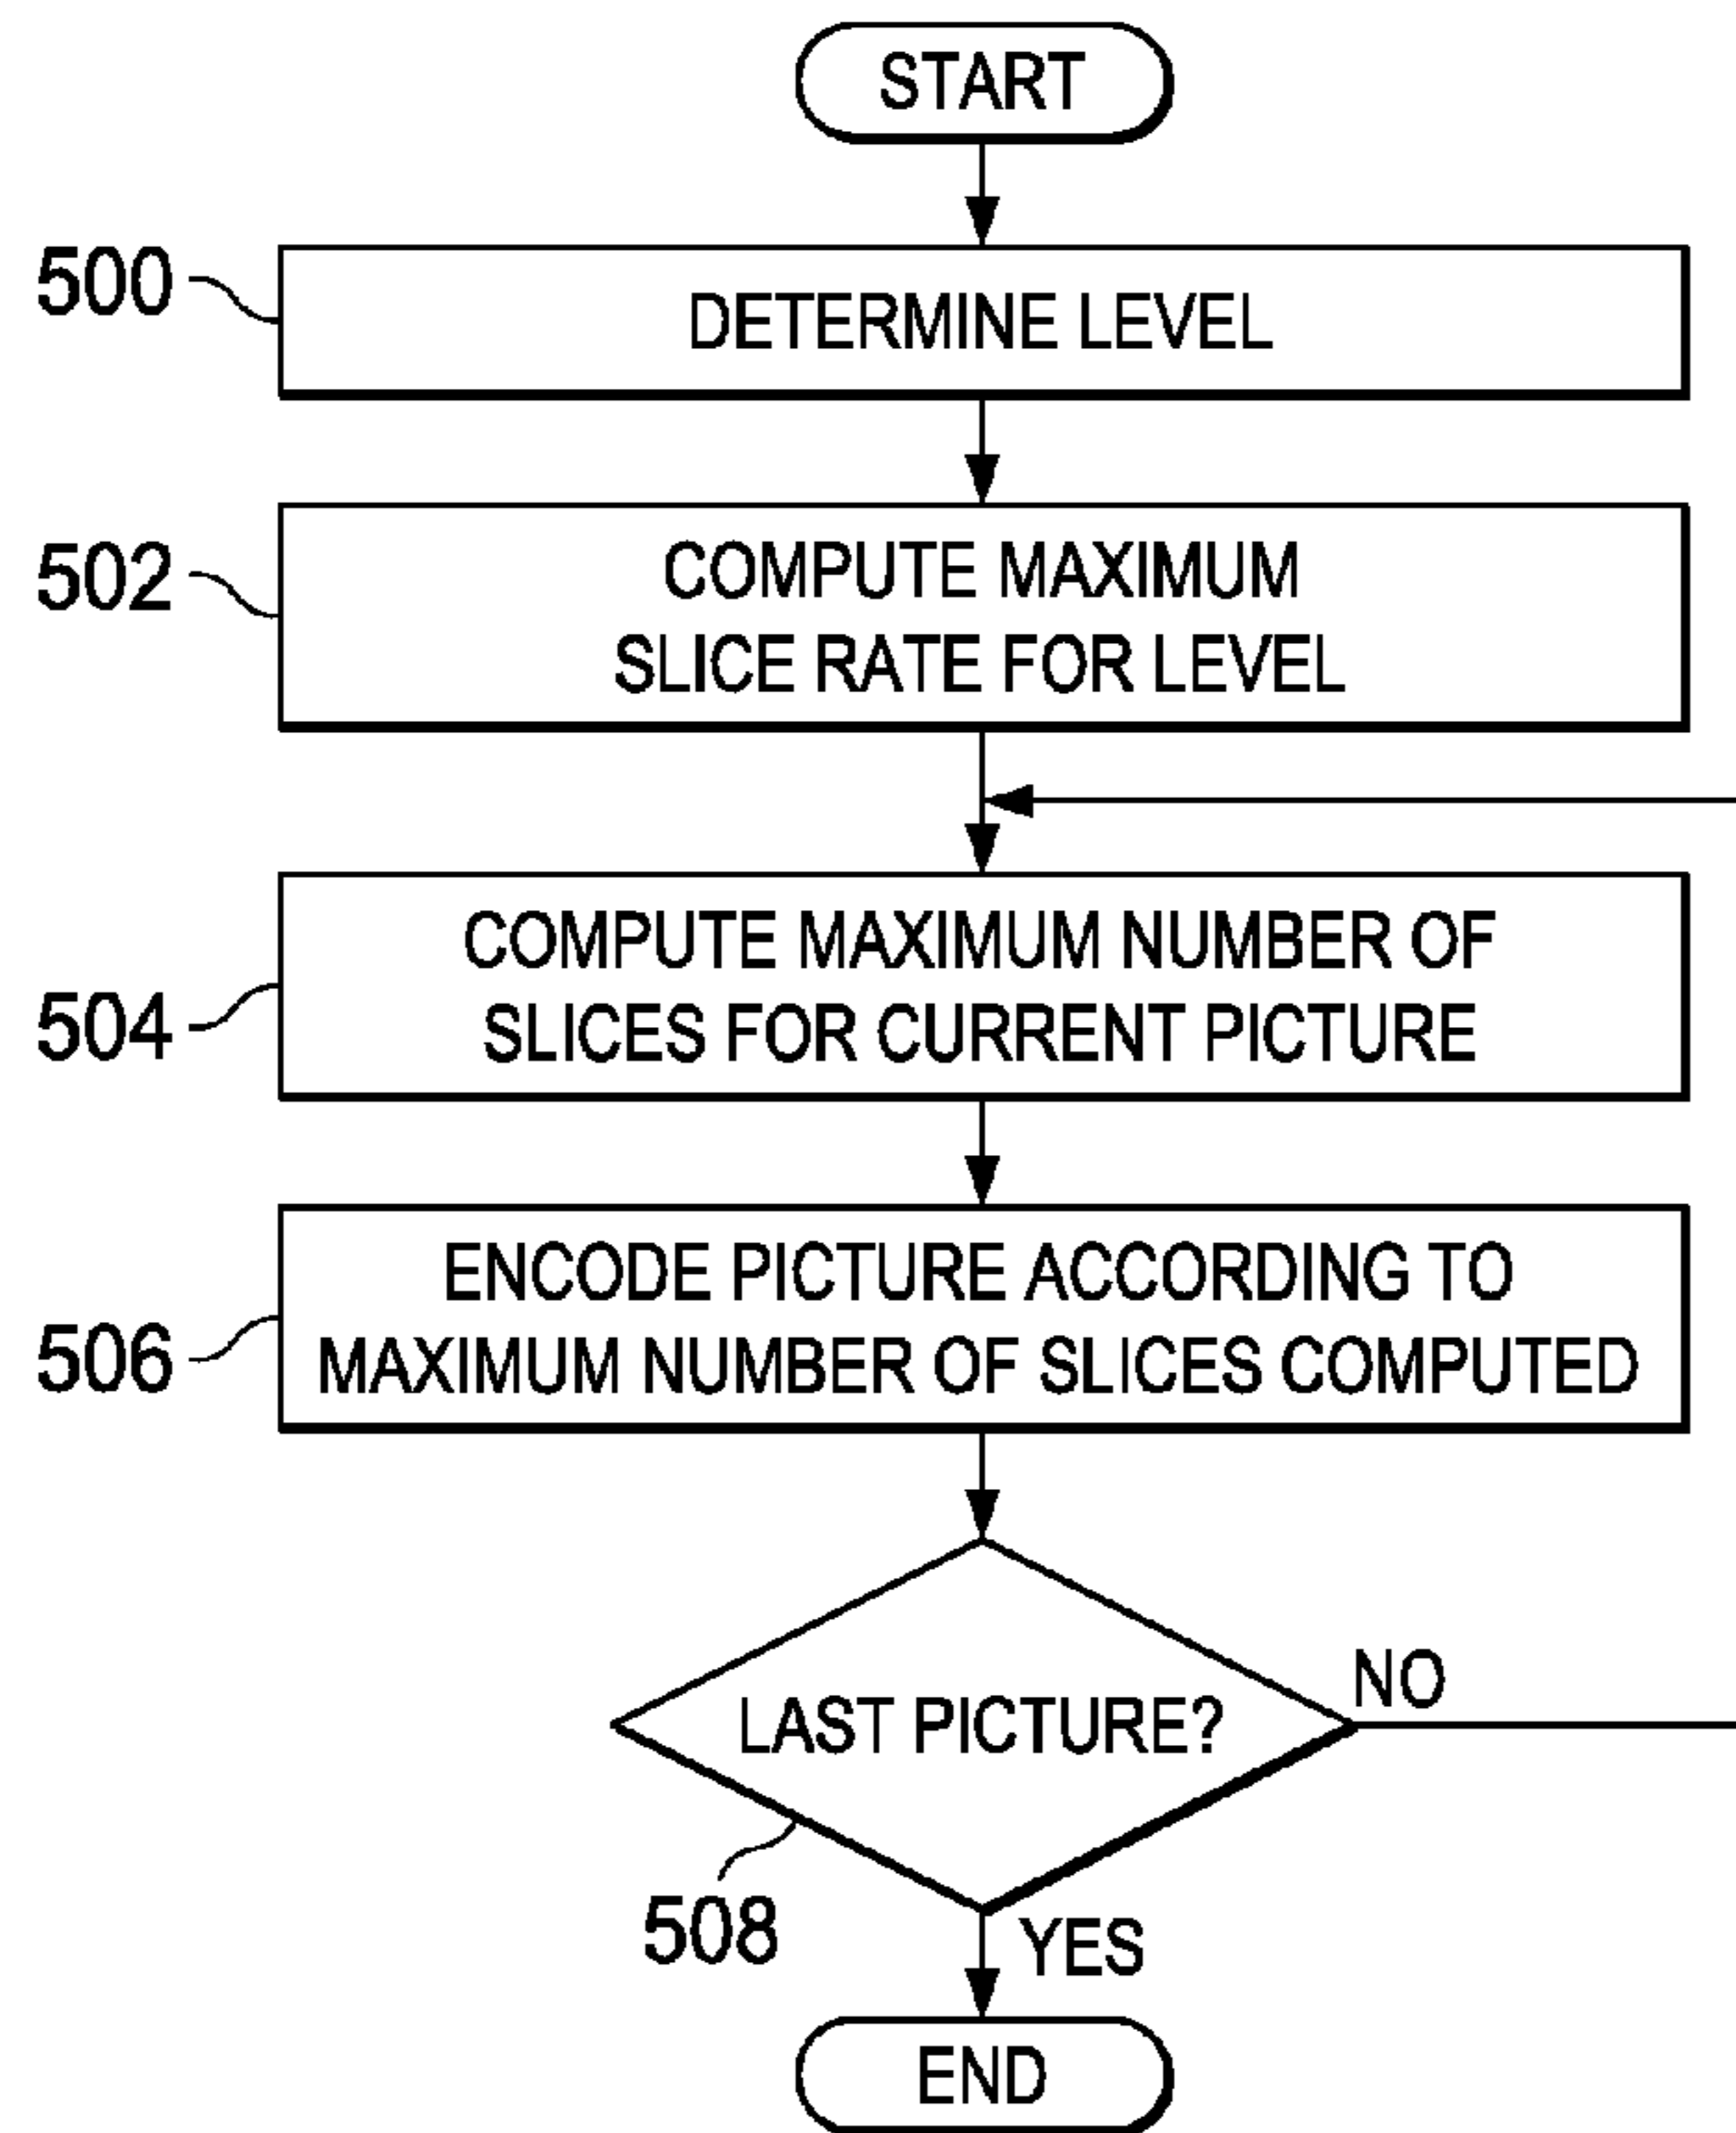 START
500
DETERMINE LEVEL
502
COMPUTE MAXIMUM
SLICE RATE FOR LEVEL
504
COMPUTE MAXIMUM NUMBER OF
SLICES FOR CURRENT PICTURE
506
ENCODE PICTURE ACCORDING TO
MAXIMUM NUMBER OF SLICES COMPUTED
LAST PICTURE?
NO
508
YES
END